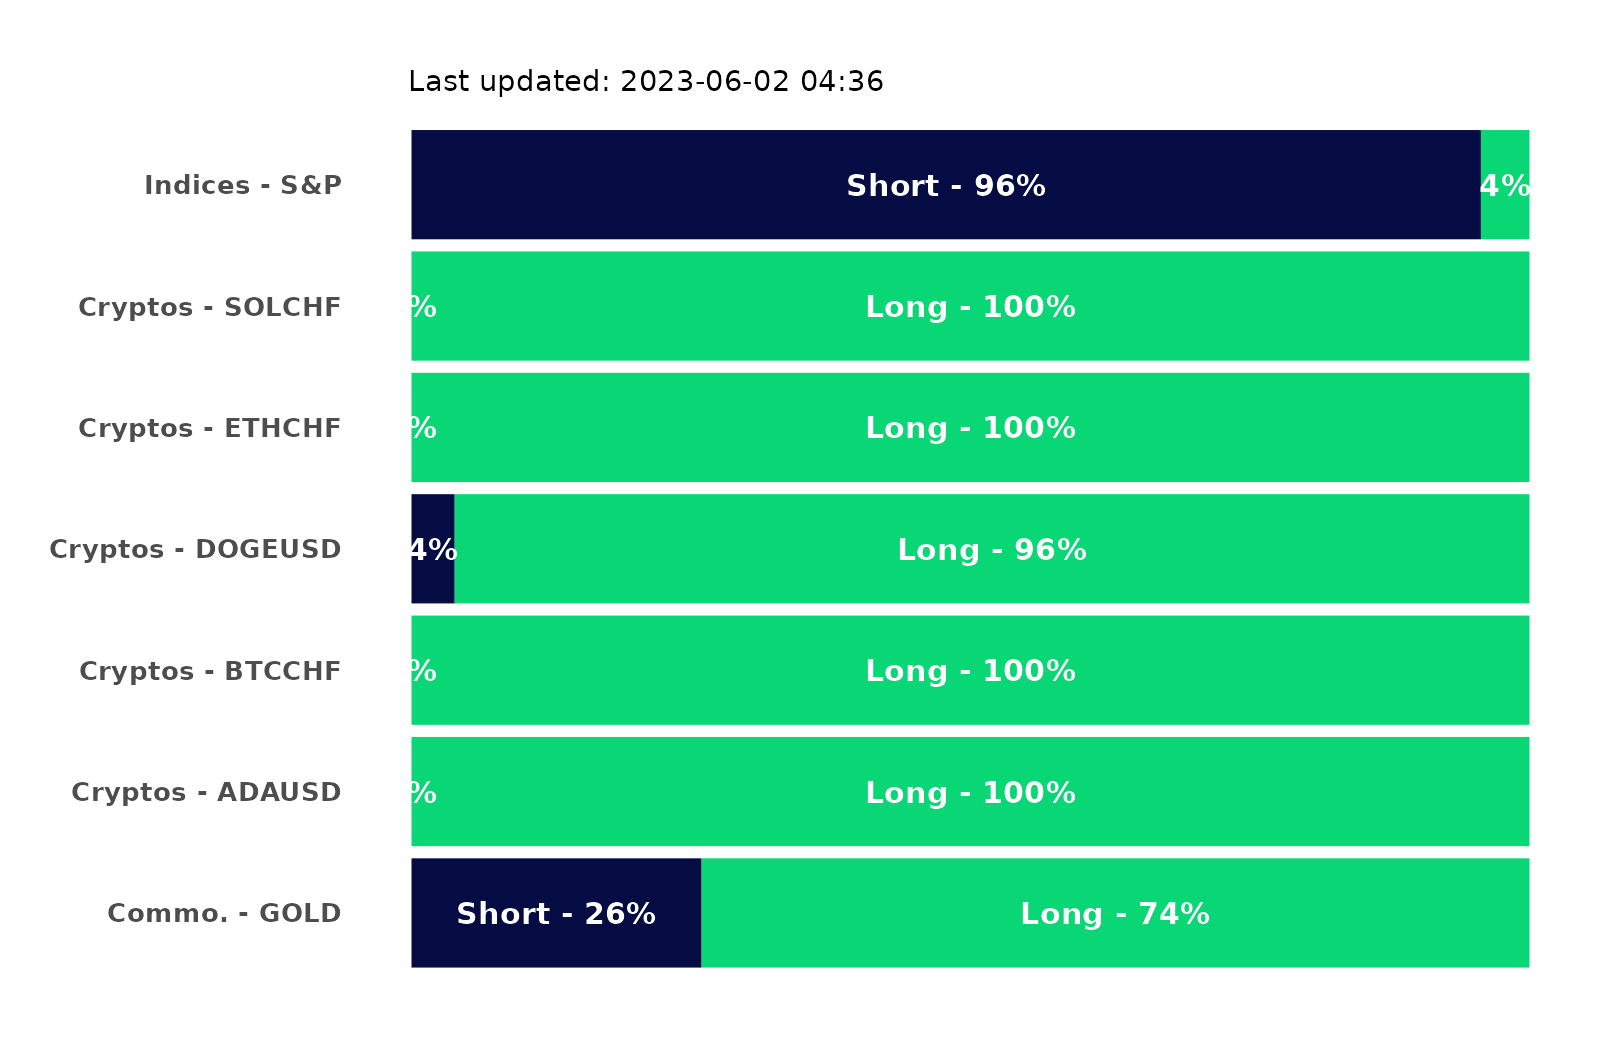 Last updated: 2023-06-02 04:36
Indices - S&P Short - 96% 4%
Cryptos - SOLCHF % Long - 100%
Cryptos - ETHCHF % Long - 100%
Cryptos - DOGEUSD 4% Long - 96%
Cryptos - BTCCHF % Long - 100%
Cryptos - ADAUSD % Long - 100%
Commo. - GOLD Short - 26% Long - 74%